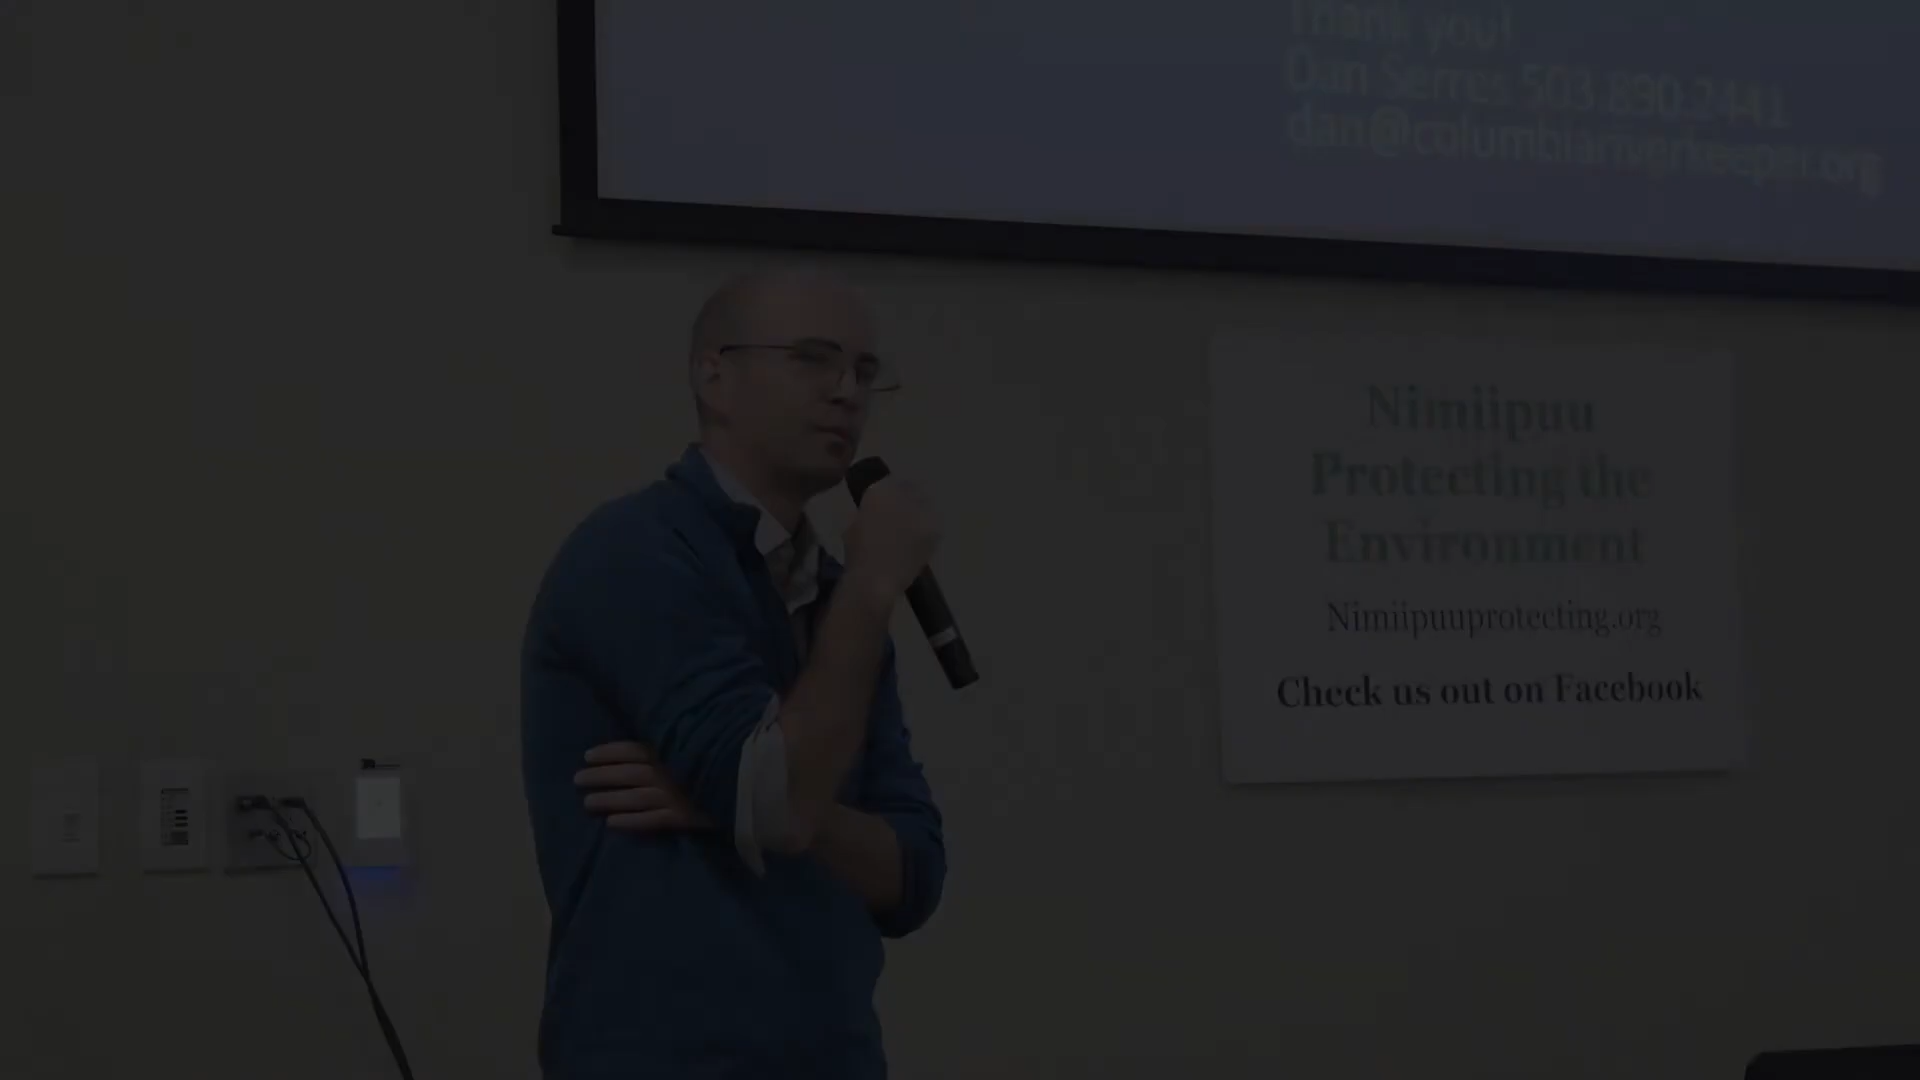 Thank you!
Dan Serres 503.890.2441
dan@columbiariverkeeper.org
Nimiipuu
Protecting the
Environment
Nimiipuuprotecting.org
Check us out on Facebook